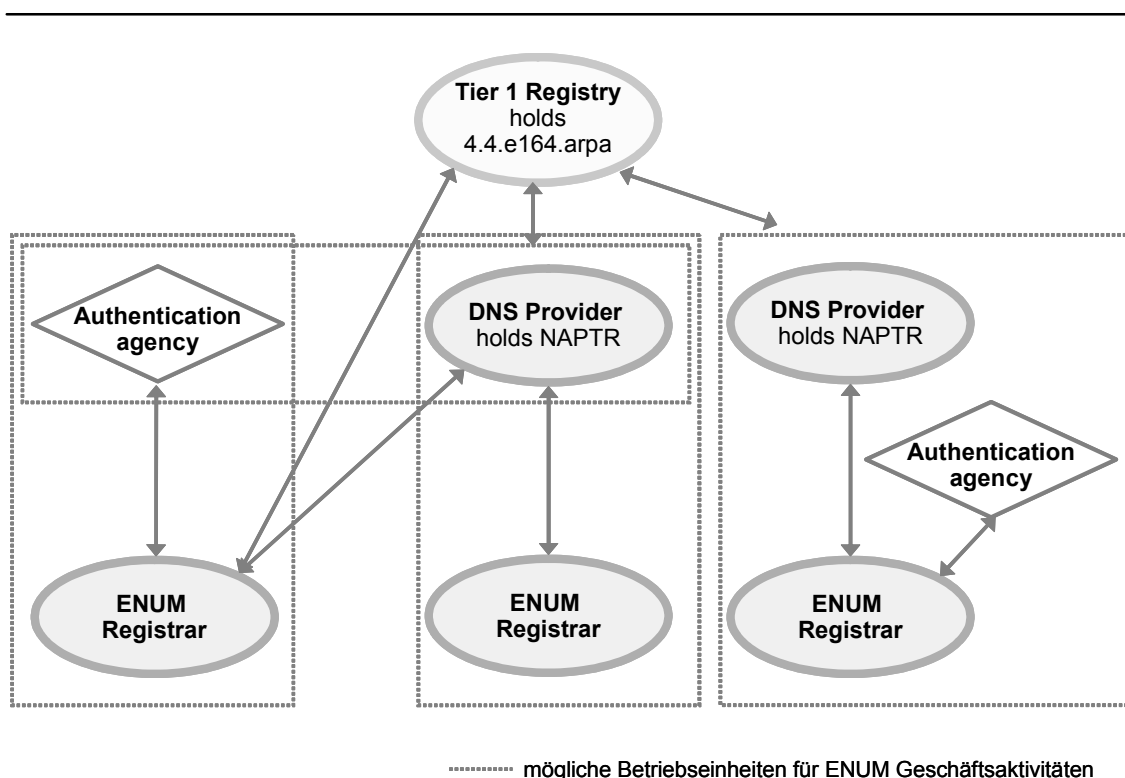 Tier 1 Registry
holds
4.4.e164.arpa
Authentication
agency
DNS Provider
holds NAPTR
DNS Provider
holds NAPTR
Authentication
agency
ENUM
Registrar
ENUM
Registrar
ENUM
Registrar
mögliche Betriebseinheiten für ENUM Geschäftsaktivitäten